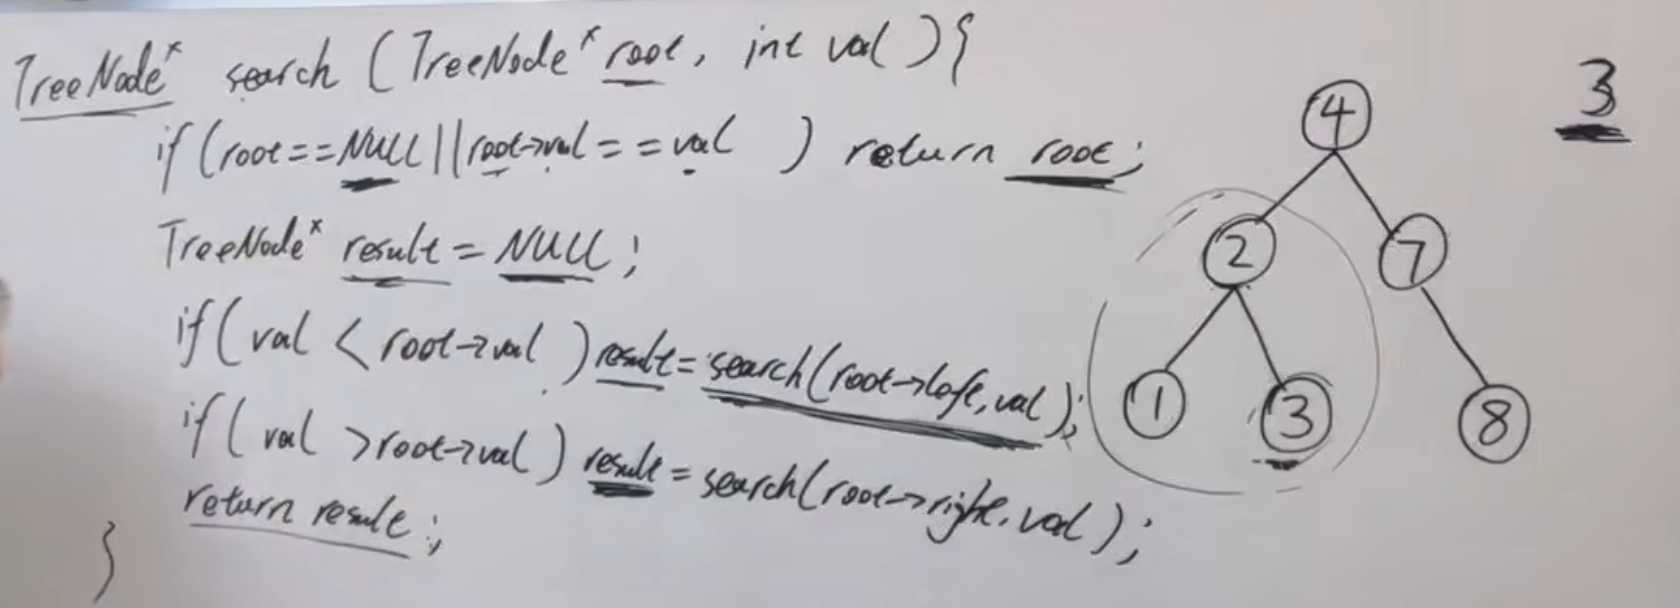 TreeNode* search (TreeNode* root, int val){
if (root==NULL||root->val==val ) return root;
TreeNode* result = NULL;
if( val < root->val ) result=search(root->left,val);
if( val >root->val ) result=search(root->right,val);
return result;
}
3
4
2 7
1 3 8